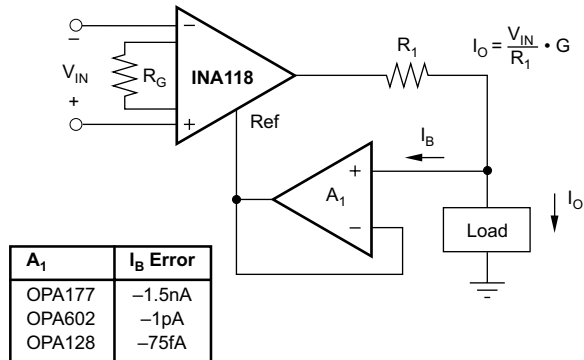 −
V_IN
+
R_G
−
INA118
+
Ref
R_1
I_O = V_IN / R_1 • G
I_B
+
A_1
−
Load
I_O
A_1 I_B Error
OPA177 −1.5nA
OPA602 −1pA
OPA128 −75fA